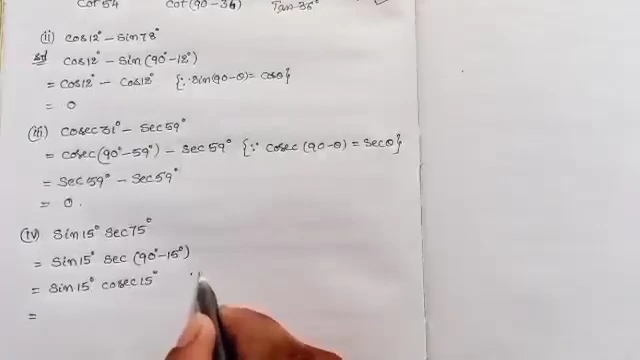 Cot 54 Cot (90 - 36) Tan 36°
(ii) cos12° - sin78°
sol cos12° - sin(90° - 12°)
= cos12° - cos12° {∵ sin(90 - θ) = cosθ}
= 0
(iii) cosec31° - sec59°
= cosec(90° - 59°) - sec59° {∵ cosec(90 - θ) = secθ}
= sec59° - sec59°
= 0.
(iv) sin15° sec75°
= sin15° sec(90° - 15°)
= sin15° cosec15°
=